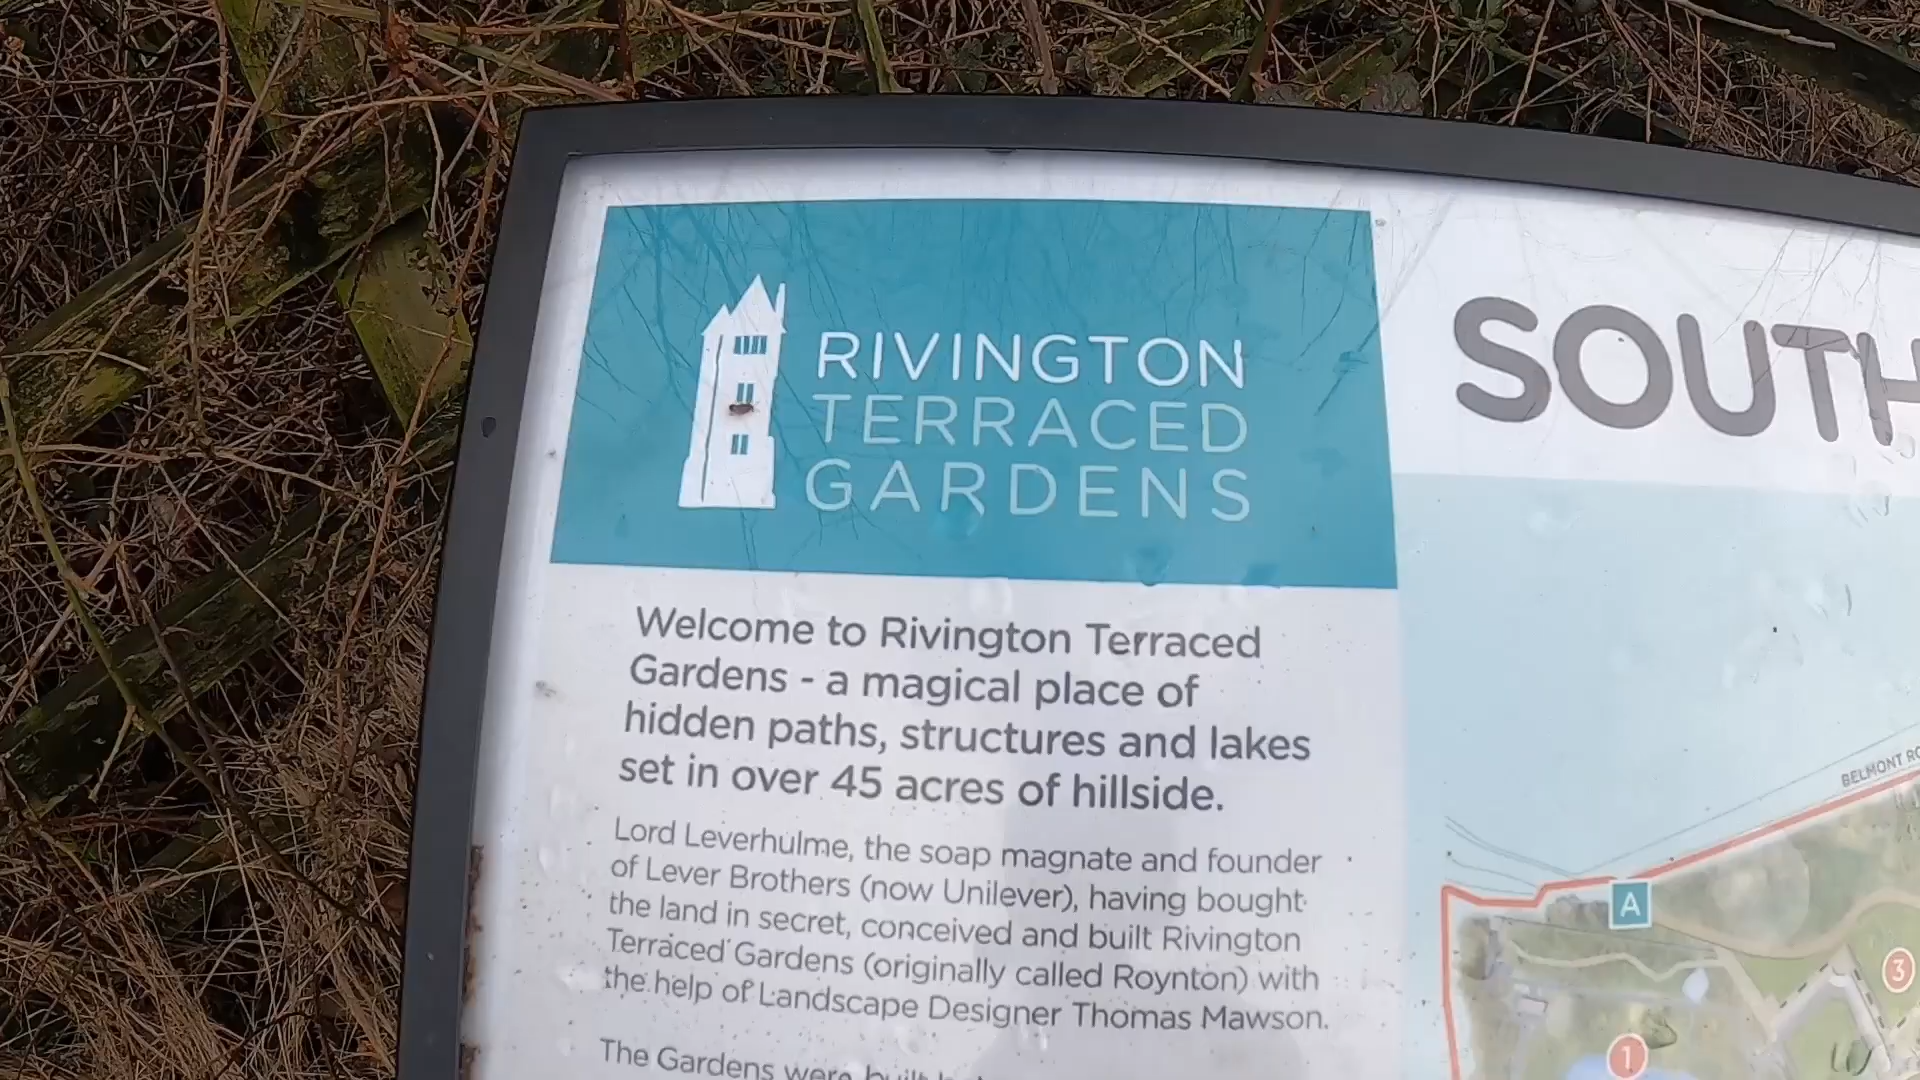 RIVINGTON
TERRACED
GARDENS
Welcome to Rivington Terraced
Gardens - a magical place of
hidden paths, structures and lakes
set in over 45 acres of hillside.
Lord Leverhulme, the soap magnate and founder
of Lever Brothers (now Unilever), having bought
the land in secret, conceived and built Rivington
Terraced Gardens (originally called Roynton) with
the help of Landscape Designer Thomas Mawson.
The Gardens were built
SOUTH
BELMONT
A
3
1